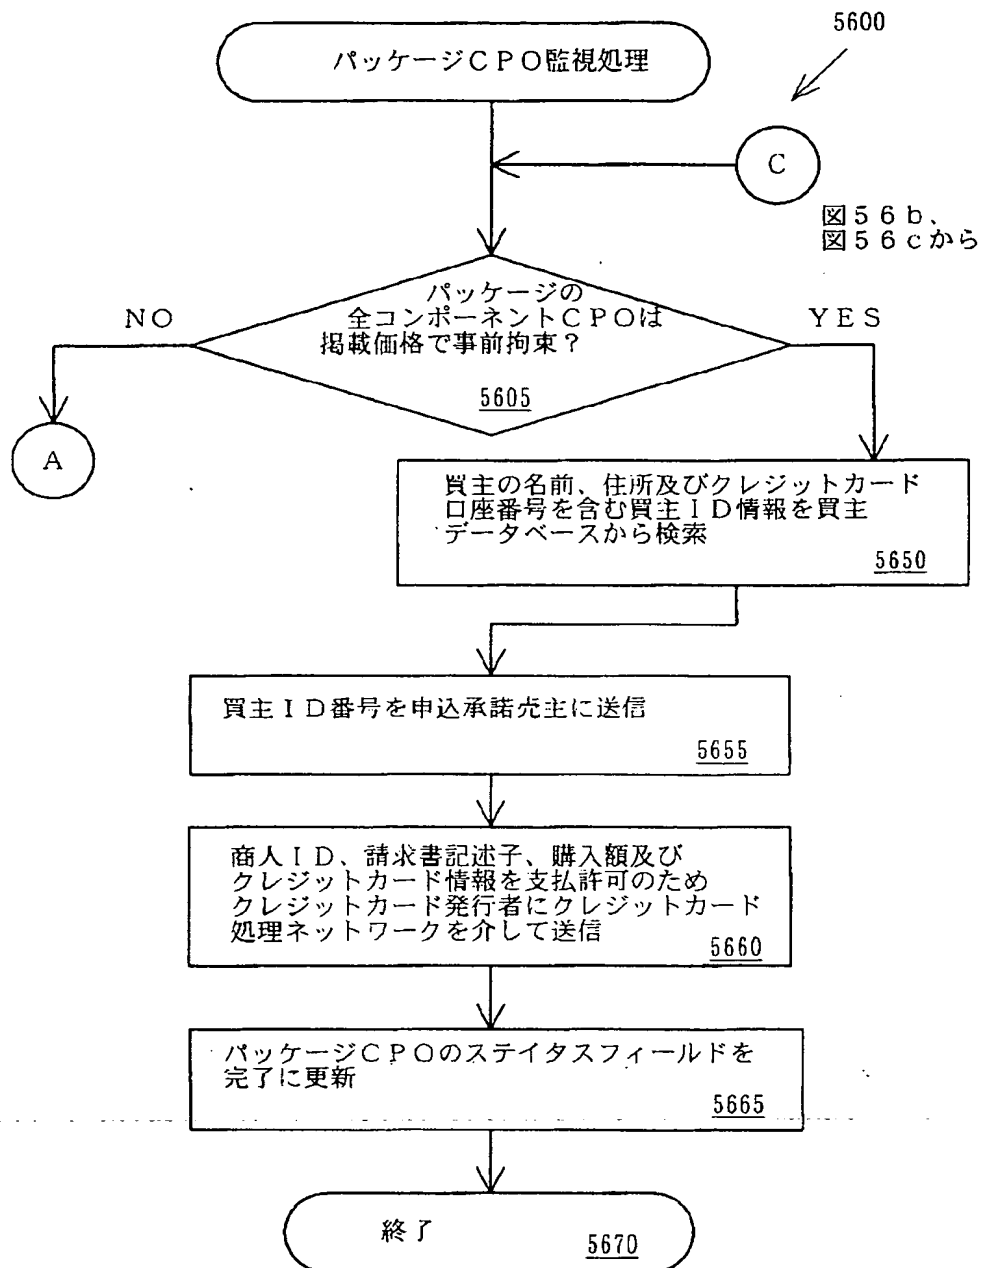 5600
パッケージCPO監視処理
C
図56b、
図56cから
パッケージの
全コンポーネントCPOは
掲載価格で事前拘束？
5605
NO
YES
A
買主の名前、住所及びクレジットカード
口座番号を含む買主ID情報を買主
データベースから検索
5650
買主ID番号を申込承諾売主に送信
5655
商人ID、請求書記述子、購入額及び
クレジットカード情報を支払許可のため
クレジットカード発行者にクレジットカード
処理ネットワークを介して送信
5660
パッケージCPOのステイタスフィールドを
完了に更新
5665
終了
5670